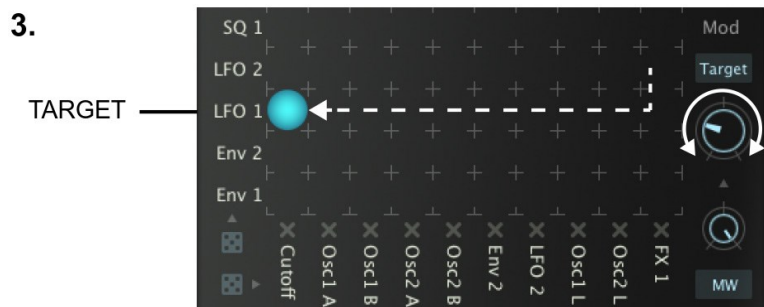 3.
SQ 1
Mod
LFO 2
Target
TARGET
LFO 1
Env 2
Env 1
Cutoff
Osc1 A
Osc1 B
Osc2 A
Osc2 B
Env 2
LFO 2
Osc1 L
Osc2 L
FX 1
MW